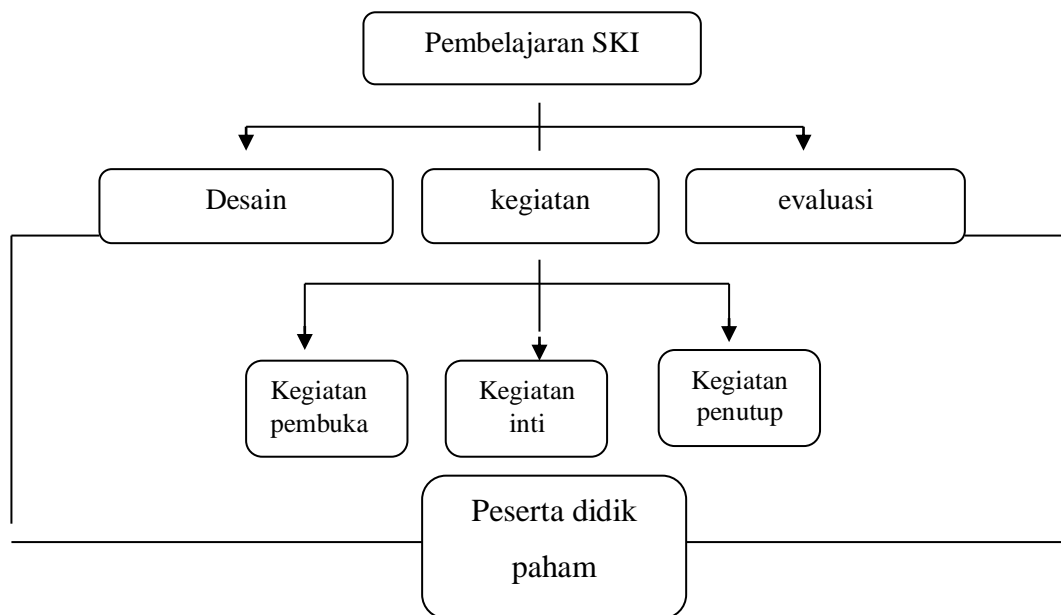 Pembelajaran SKI
Desain
kegiatan
evaluasi
Kegiatan
pembuka
Kegiatan
inti
Kegiatan
penutup
Peserta didik
paham